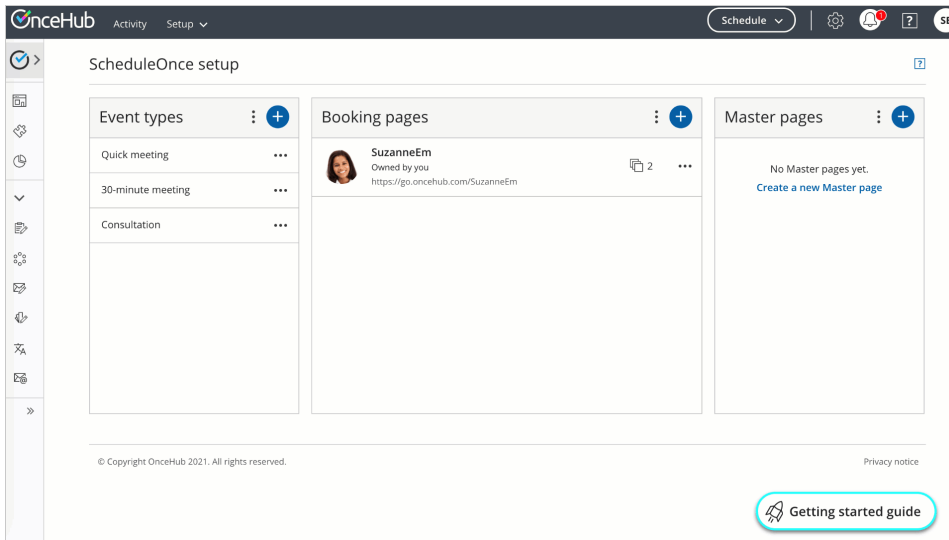 OnceHub
Activity
Setup
Schedule
1
?
SE
ScheduleOnce setup
?
Event types
Quick meeting
30-minute meeting
Consultation
Booking pages
SuzanneEm
Owned by you
https://go.oncehub.com/SuzanneEm
2
Master pages
No Master pages yet.
Create a new Master page
© Copyright OnceHub 2021. All rights reserved.
Privacy notice
Getting started guide